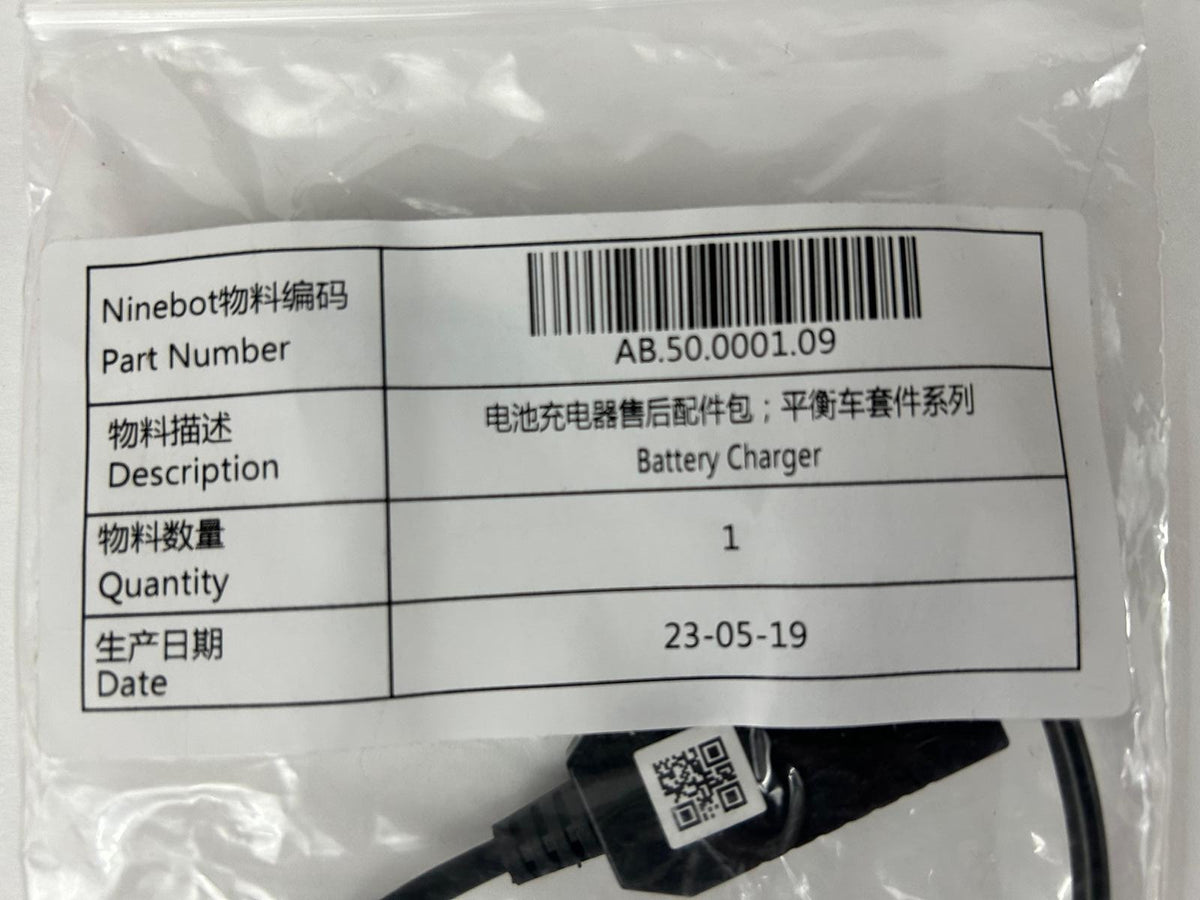 Ninebot物料编码
Part Number
AB.50.0001.09
物料描述
Description
电池充电器售后配件包；平衡车套件系列
Battery Charger
物料数量
Quantity
1
生产日期
Date
23-05-19